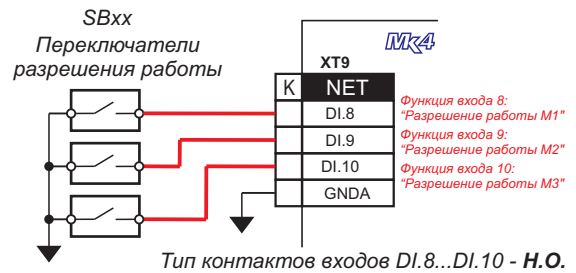 SBxx
Переключатели
разрешения работы
Mk4
XT9
K NET
DI.8
DI.9
DI.10
GNDA
Функция входа 8:
"Разрешение работы M1"
Функция входа 9:
"Разрешение работы M2"
Функция входа 10:
"Разрешение работы M3"
Тип контактов входов DI.8...DI.10 - Н.О.